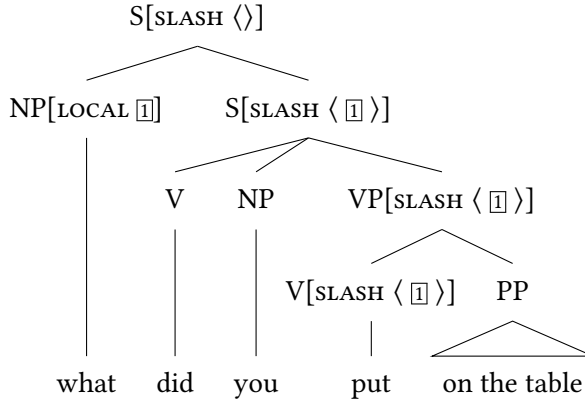 S[SLASH ⟨⟩]
NP[LOCAL 1] S[SLASH ⟨ 1 ⟩]
V NP VP[SLASH ⟨ 1 ⟩]
V[SLASH ⟨ 1 ⟩] PP
what did you put on the table